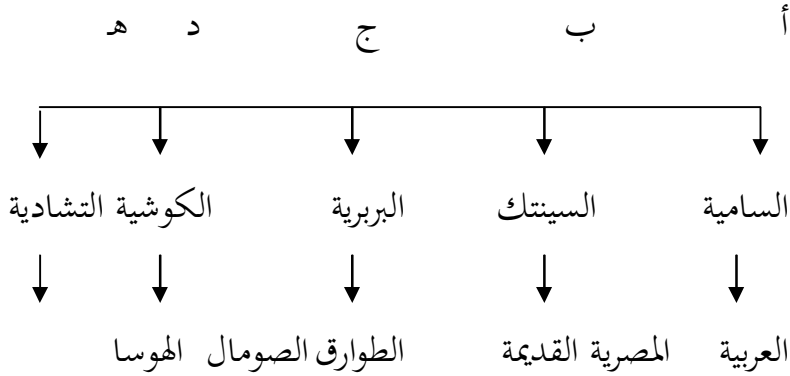 أ ب ج د هـ
السامية السينتك البربرية الكوشية التشادية
العربية المصرية القديمة الطوارق الصومال الهوسا